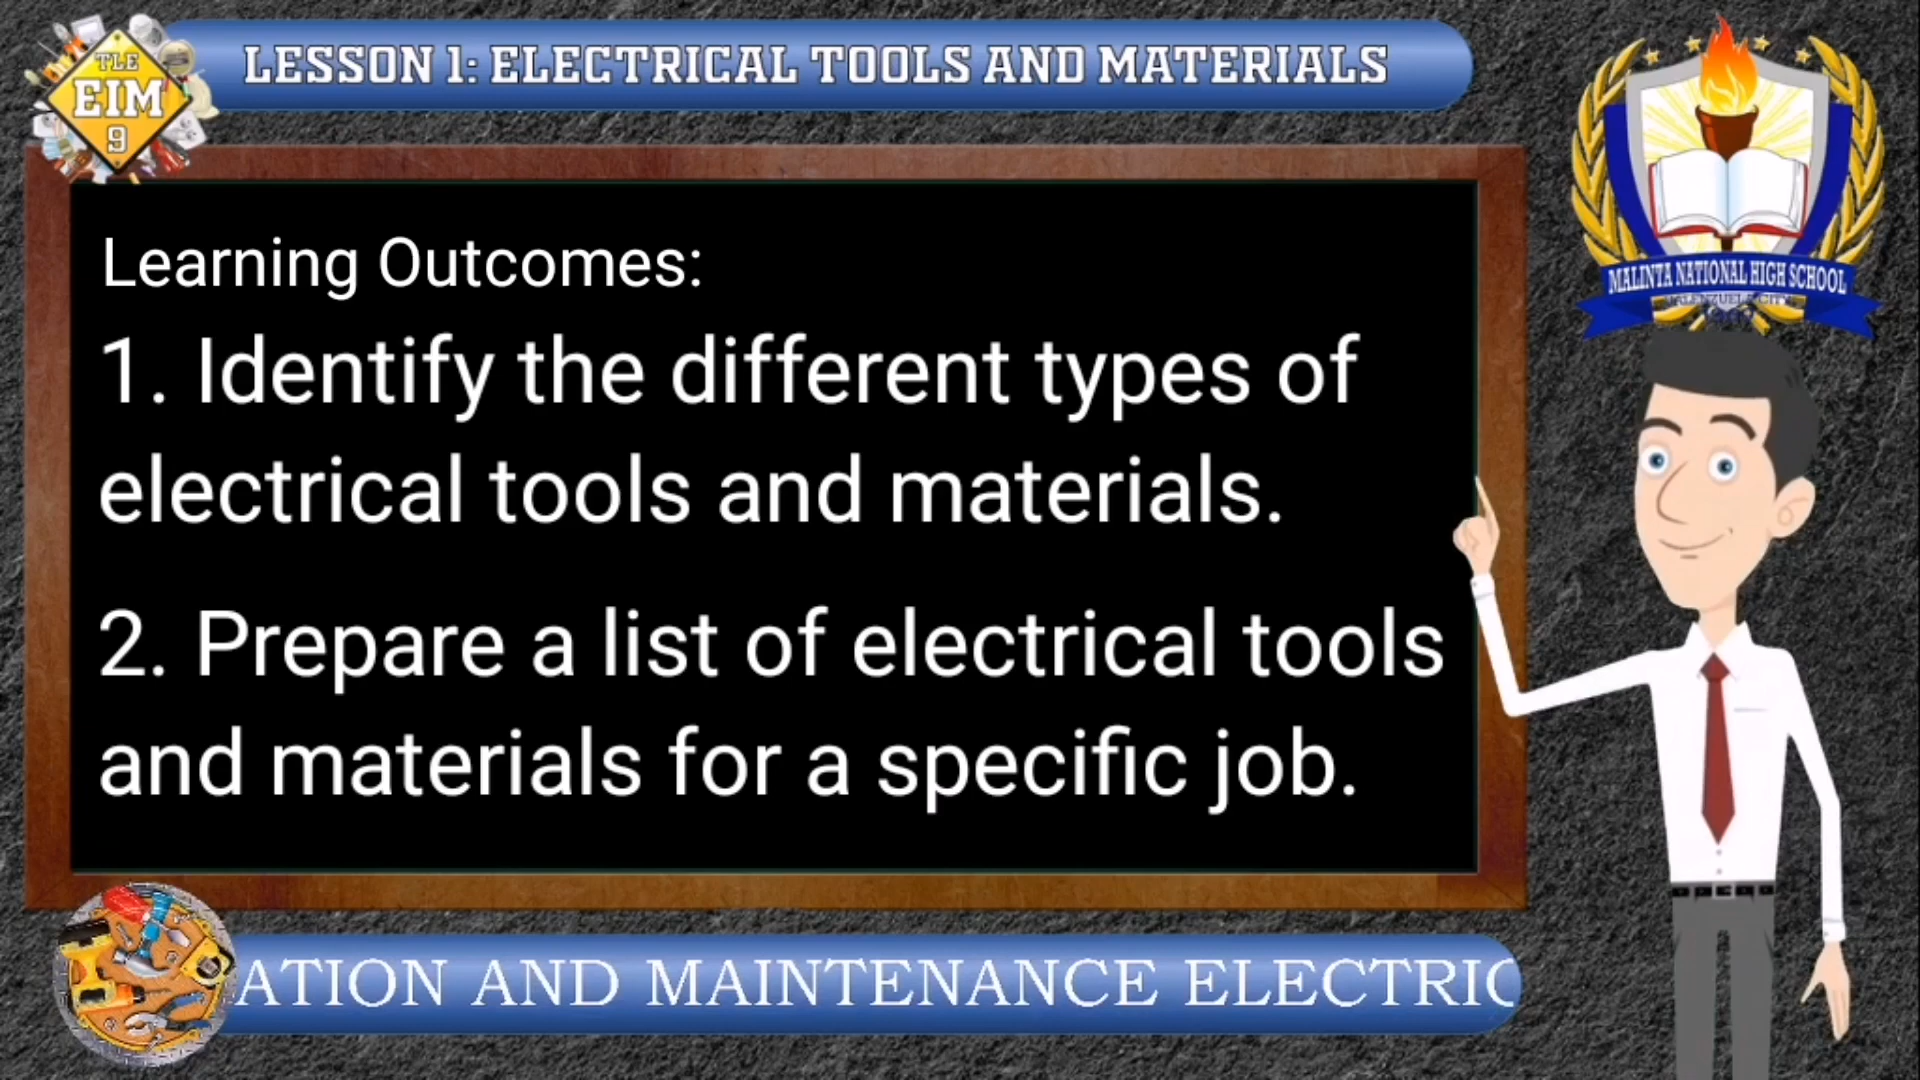 TLE
EIM
9
LESSON 1: ELECTRICAL TOOLS AND MATERIALS
MALINTA NATIONAL HIGH SCHOOL
Learning Outcomes:
1. Identify the different types of
electrical tools and materials.
2. Prepare a list of electrical tools
and materials for a specific job.
ATION AND MAINTENANCE ELECTRIC